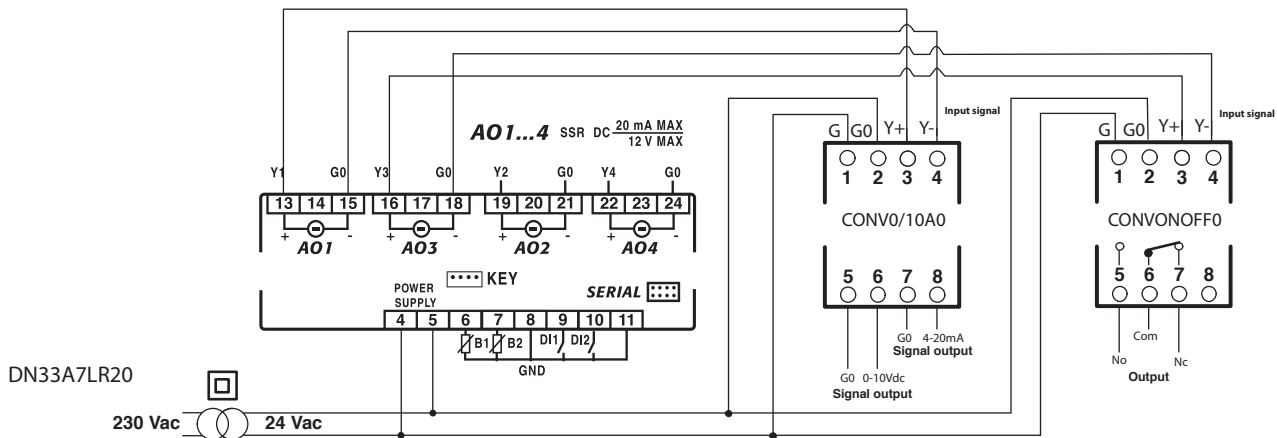 Input signal
Input signal
AO1...4 SSR DC 20 mA MAX
12 V MAX
G G0 Y+ Y-
G G0 Y+ Y-
Y1 G0 Y3 G0 Y2 G0 Y4 G0
13 14 15 16 17 18 19 20 21 22 23 24
+ - + - + - + -
AO1 AO3 AO2 AO4
1 2 3 4
1 2 3 4
CONV0/10A0
CONVONOFF0
KEY
POWER
SUPPLY
SERIAL
4 5 6 7 8 9 10 11
B1 B2 DI1 DI2
GND
5 6 7 8
5 6 7 8
G0 4-20mA
Signal output
G0 0-10Vdc
Signal output
Com
No Nc
Output
DN33A7LR20
230 Vac 24 Vac